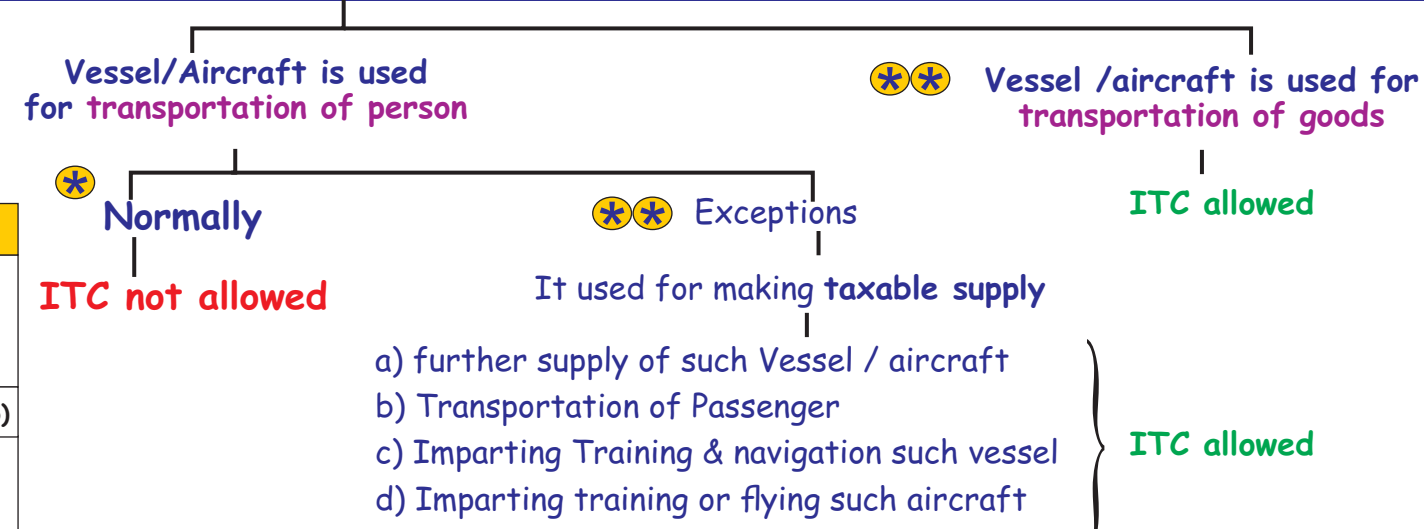 Vessel/Aircraft is used
for transportation of person
** Vessel /aircraft is used for
transportation of goods
ITC allowed
*
Normally
ITC not allowed
** Exceptions
It used for making taxable supply
a) further supply of such Vessel / aircraft
b) Transportation of Passenger
c) Imparting Training & navigation such vessel
d) Imparting training or flying such aircraft
ITC allowed
)